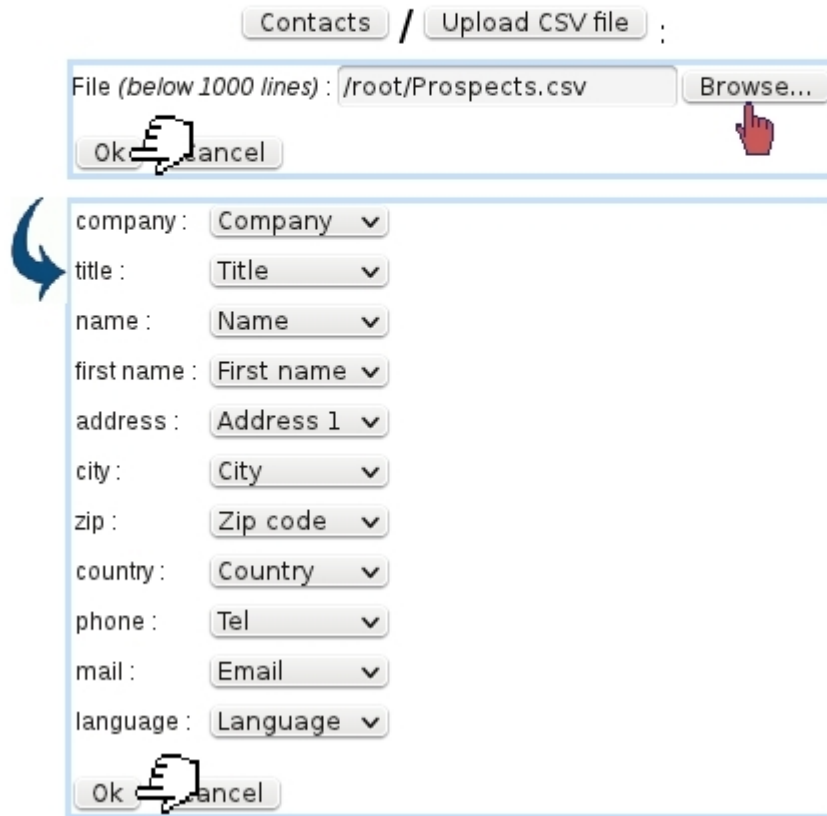 Contacts / Upload CSV file :
File (below 1000 lines) : /root/Prospects.csv Browse...
Ok Cancel
company : Company
title : Title
name : Name
first name : First name
address : Address 1
city : City
zip : Zip code
country : Country
phone : Tel
mail : Email
language : Language
Ok Cancel